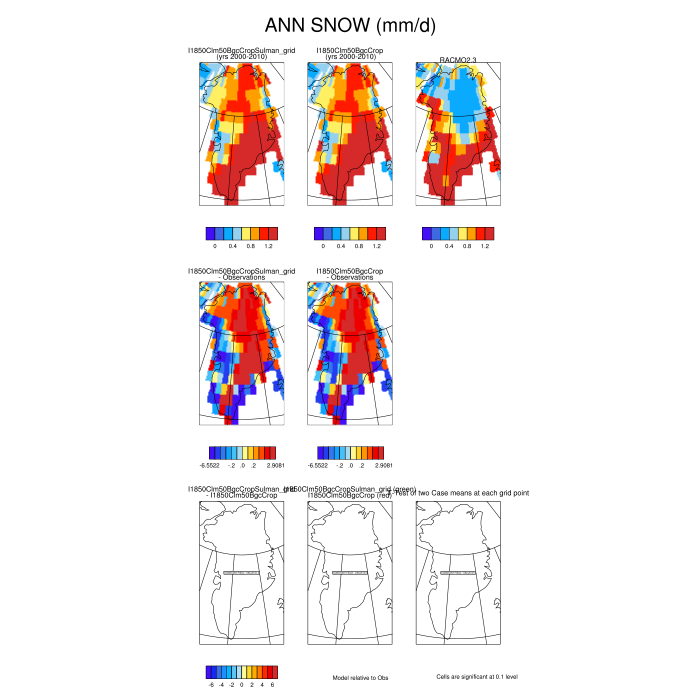 ANN SNOW (mm/d)
I1850Clm50BgcCropSulman_grid
(yrs 2000-2010)
I1850Clm50BgcCrop
(yrs 2000-2010)
RACMO2.3
0 0.4 0.8 1.2
0 0.4 0.8 1.2
0 0.4 0.8 1.2
I1850Clm50BgcCropSulman_grid
- Observations
I1850Clm50BgcCrop
- Observations
-6.5522 -.2 .0 .2 2.9081
-6.5522 -.2 .0 .2 2.9081
I1850Clm50BgcCropSulman_grid
- I1850Clm50BgcCrop
I1850Clm50BgcCropSulman_grid (green)
I1850Clm50BgcCrop (red)
T-Test of two Case means at each grid point
-6 -4 -2 0 2 4 6
Model relative to Obs
Cells are significant at 0.1 level